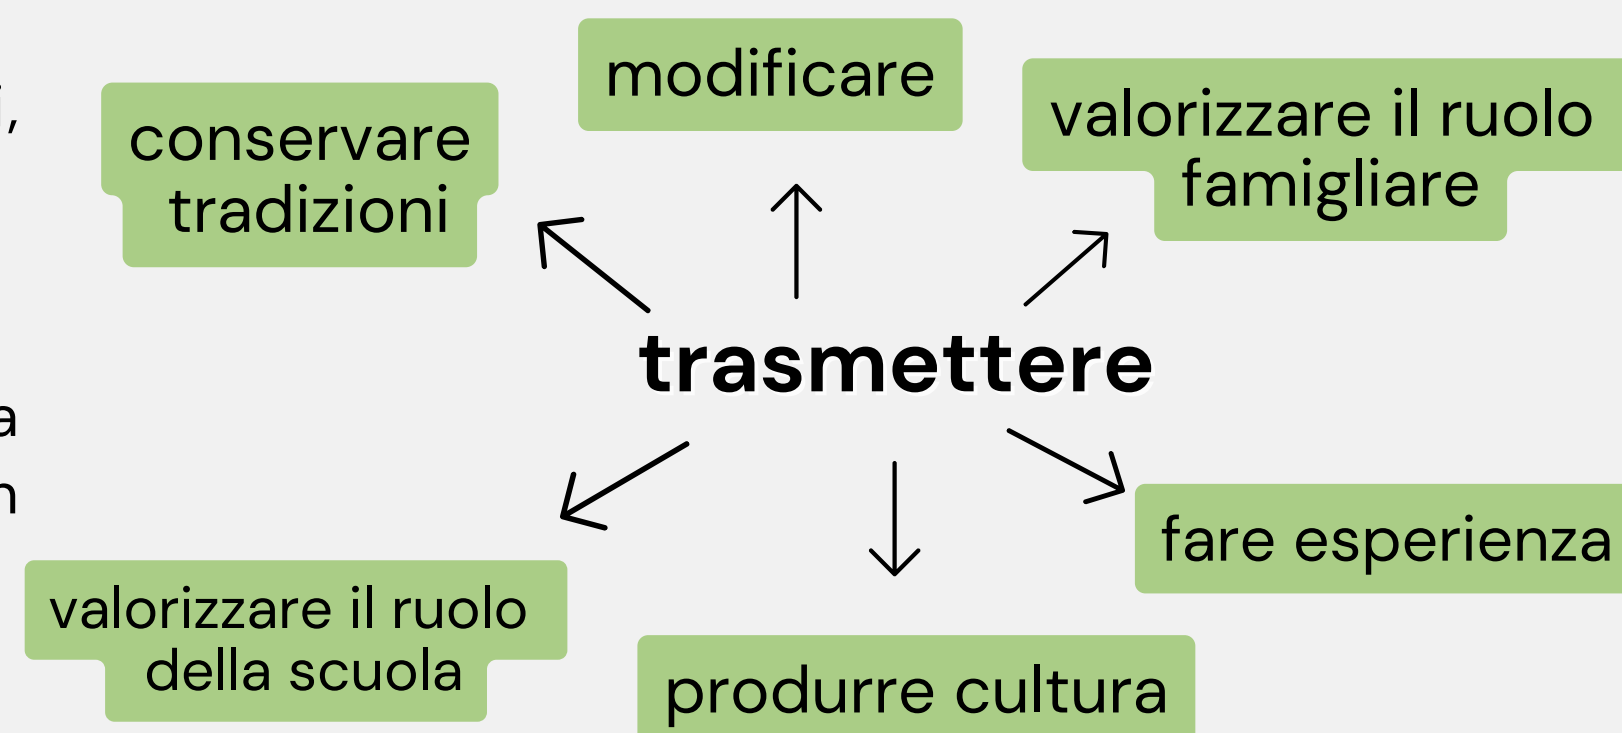 modificare
i,
conservare
tradizioni
valorizzare il ruolo
famigliare
trasmettere
a
n
fare esperienza
valorizzare il ruolo
della scuola
produrre cultura